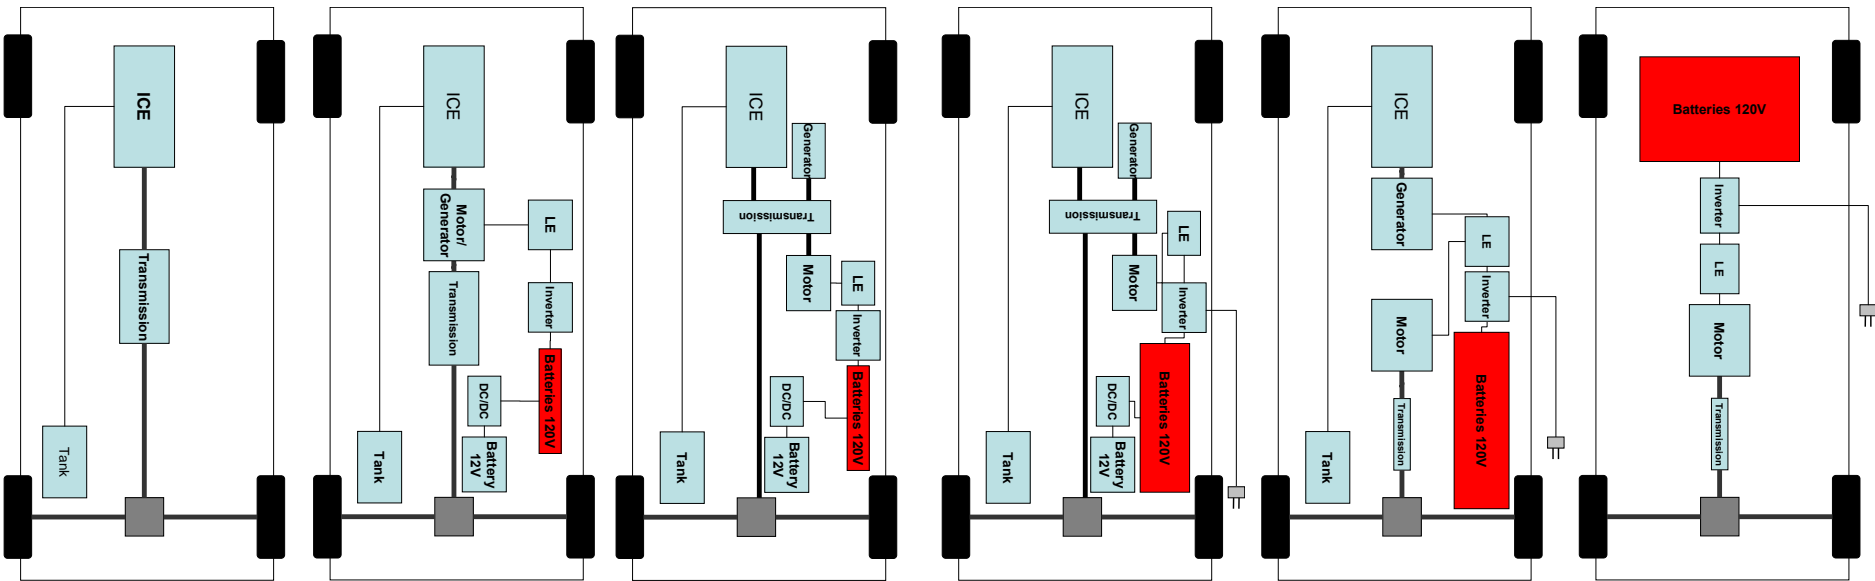 ICE
Transmission
Tank
ICE
Motor/
Generator
LE
Transmission
Inverter
Batteries 120V
DC/DC
Battery
12V
Tank
ICE
Generator
Transmission
Motor
LE
Inverter
Batteries 120V
DC/DC
Battery
12V
Tank
ICE
Generator
Transmission
LE
Motor
Inverter
Batteries 120V
DC/DC
Battery
12V
Tank
ICE
Generator
LE
Inverter
Motor
Batteries 120V
Transmission
Tank
Batteries 120V
Inverter
LE
Motor
Transmission